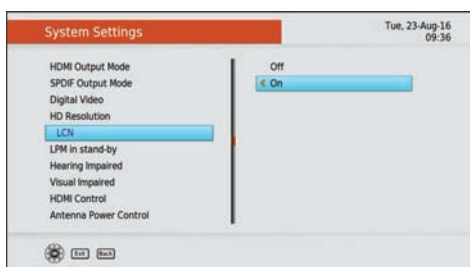 System Settings
Tue, 23-Aug-16
09:36
HDMI Output Mode
SPDIF Output Mode
Digital Video
HD Resolution
LCN
LPM in stand-by
Hearing Impaired
Visual Impaired
HDMI Control
Antenna Power Control
Off
On
Exit Back